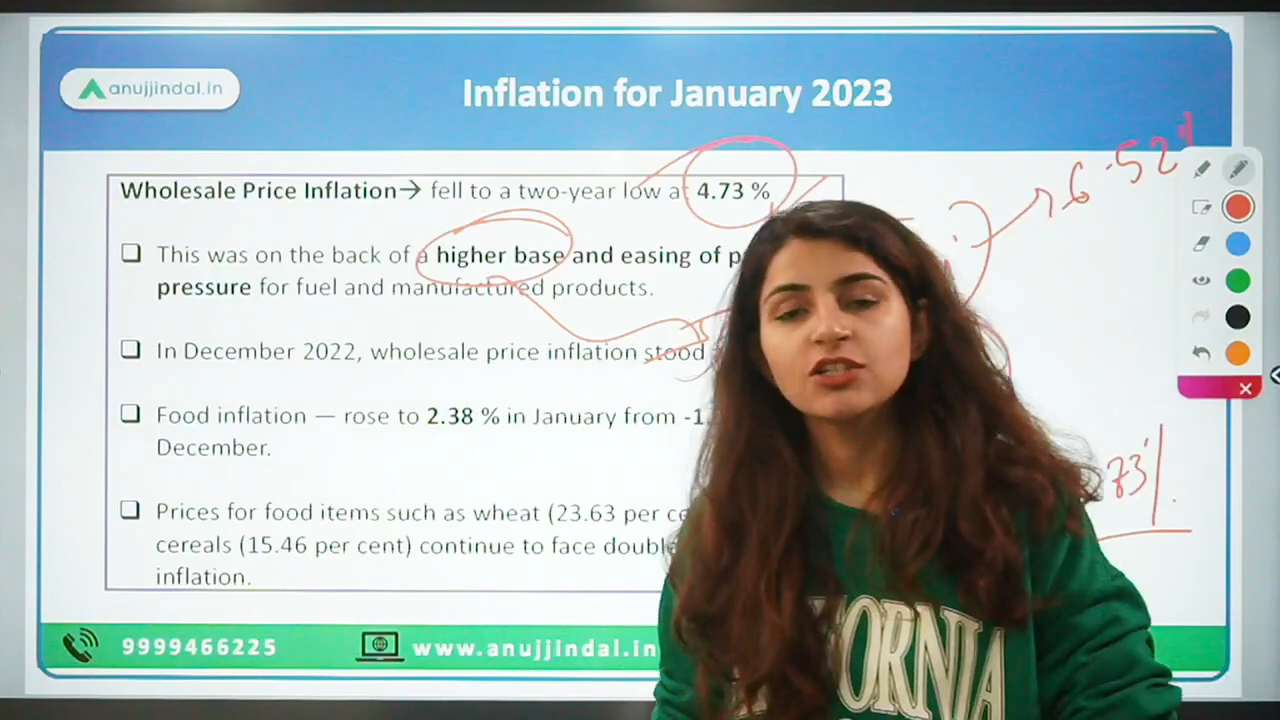 anujjindal.in
Inflation for January 2023
6.52%
Wholesale Price Inflation→ fell to a two-year low at 4.73 %
This was on the back of a higher base and easing of
pressure for fuel and manufactured products.
In December 2022, wholesale price inflation stood
Food inflation — rose to 2.38 % in January from -1
December.
73%
Prices for food items such as wheat (23.63 per
cereals (15.46 per cent) continue to face
inflation.
9999466225
www.anujjindal.in
ORNIA